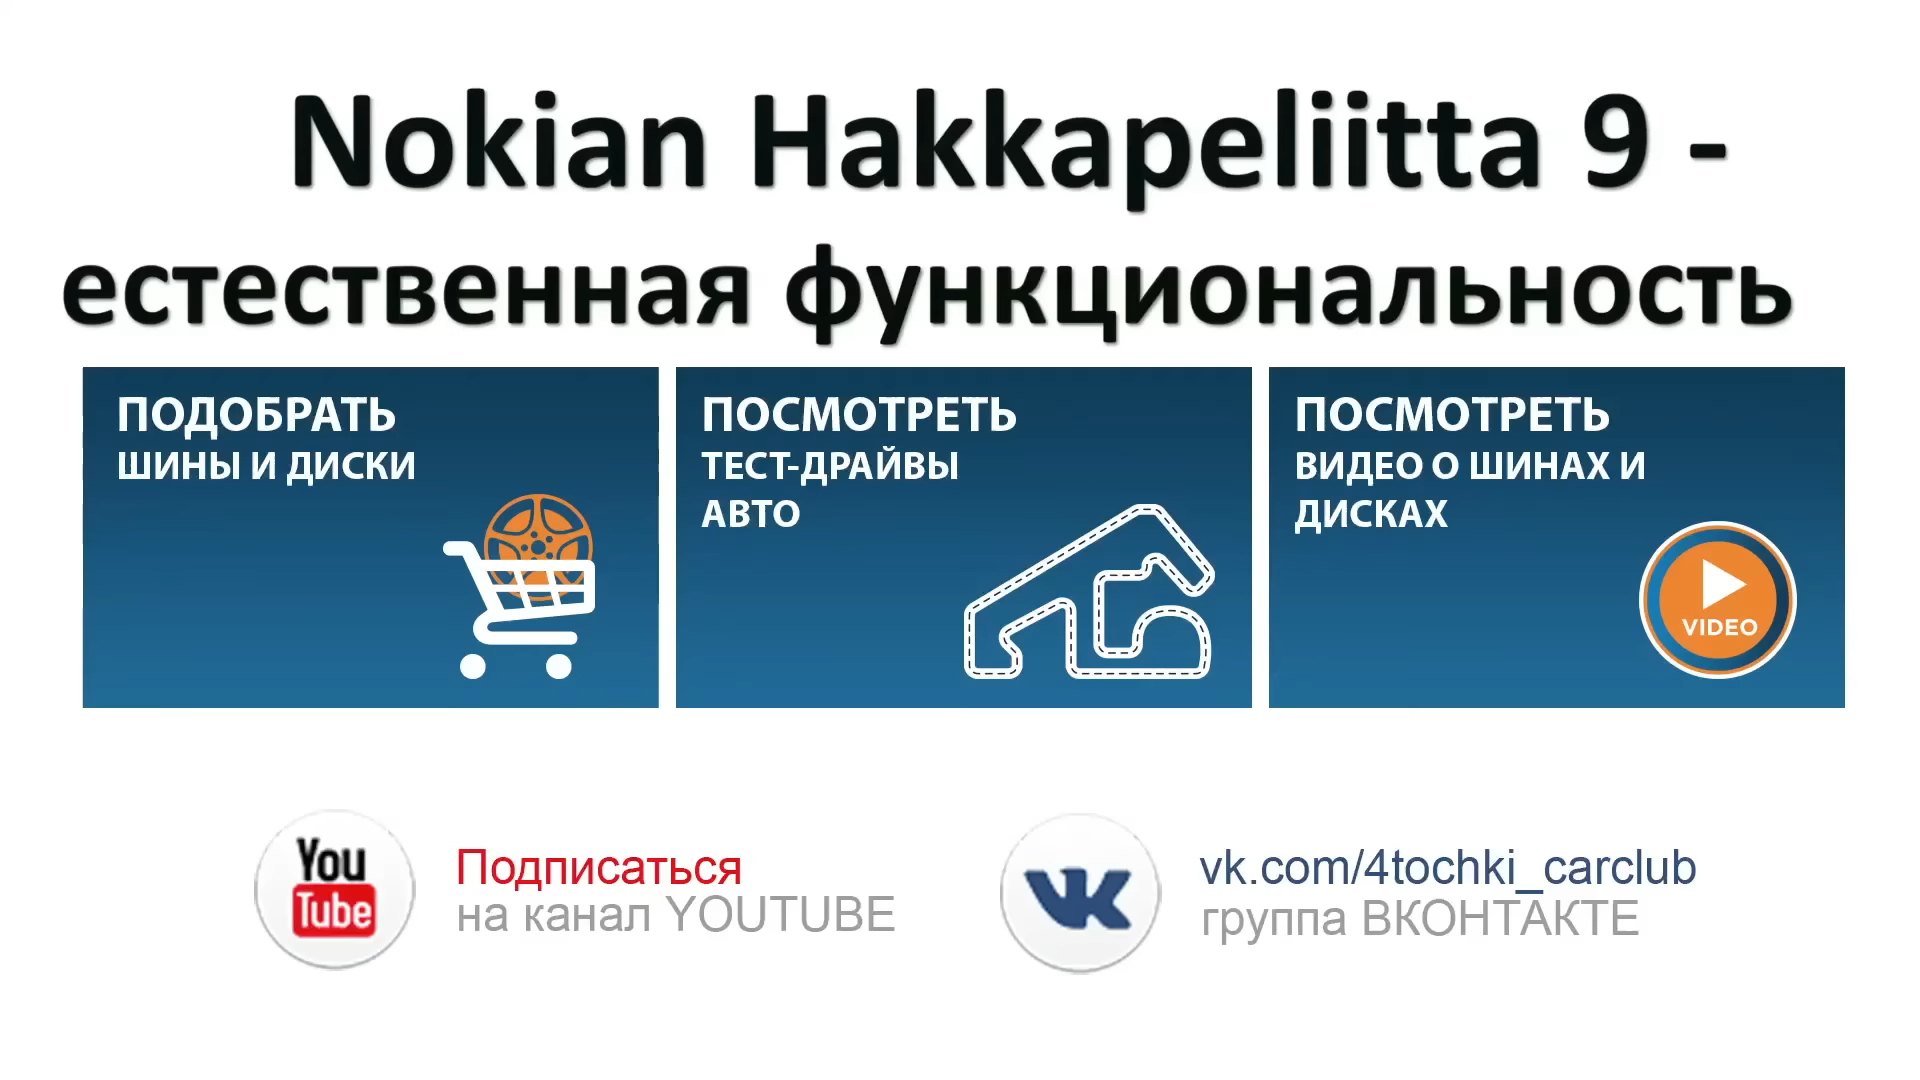 Nokian Hakkapeliitta 9 -
естественная функциональность
ПОДОБРАТЬ
ШИНЫ И ДИСКИ
ПОСМОТРЕТЬ
ТЕСТ-ДРАЙВЫ
АВТО
ПОСМОТРЕТЬ
ВИДЕО О ШИНАХ И
ДИСКАХ
VIDEO
You
Tube
Подписаться
на канал YOUTUBE
vk.com/4tochki_carclub
группа ВКОНТАКТЕ